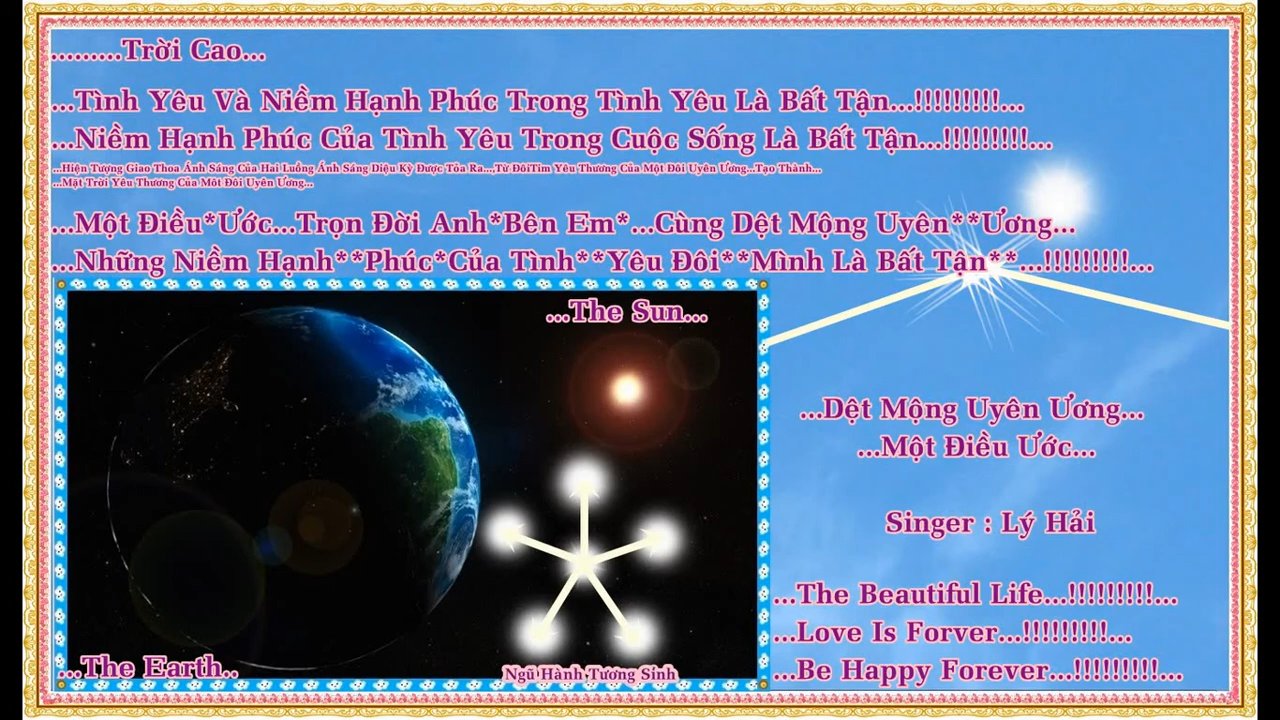 .........Trời Cao...
...Tình Yêu Và Niềm Hạnh Phúc Trong Tình Yêu Là Bất Tận...!!!!!!!!!...
...Niềm Hạnh Phúc Của Tình Yêu Trong Cuộc Sống Là Bất Tận...!!!!!!!!!...
...Hiện Tượng Giao Thoa Ánh Sáng Của Hai Luồng Ánh Sáng Diệu Kỳ Được Tỏa Ra...,Từ ĐôiTim Yêu Thương Của Một Đôi Uyên Ương...Tạo Thành...
...Mặt Trời Yêu Thương Của Một Đôi Uyên Ương...
...Một Điều*Ước...Trọn Đời Anh*Bên Em*...Cùng Dệt Mộng Uyên**Ương...
...Những Niềm Hạnh**Phúc*Của Tình**Yêu Đôi**Mình Là Bất Tận**...!!!!!!!!!...
...The Sun...
...Dệt Mộng Uyên Ương...
...Một Điều Ước...
Singer : Lý Hải
...The Beautiful Life...!!!!!!!!!...
...Love Is Forver...!!!!!!!!!...
...Be Happy Forever...!!!!!!!!!...
...The Earth..
Ngũ Hành Tương Sinh